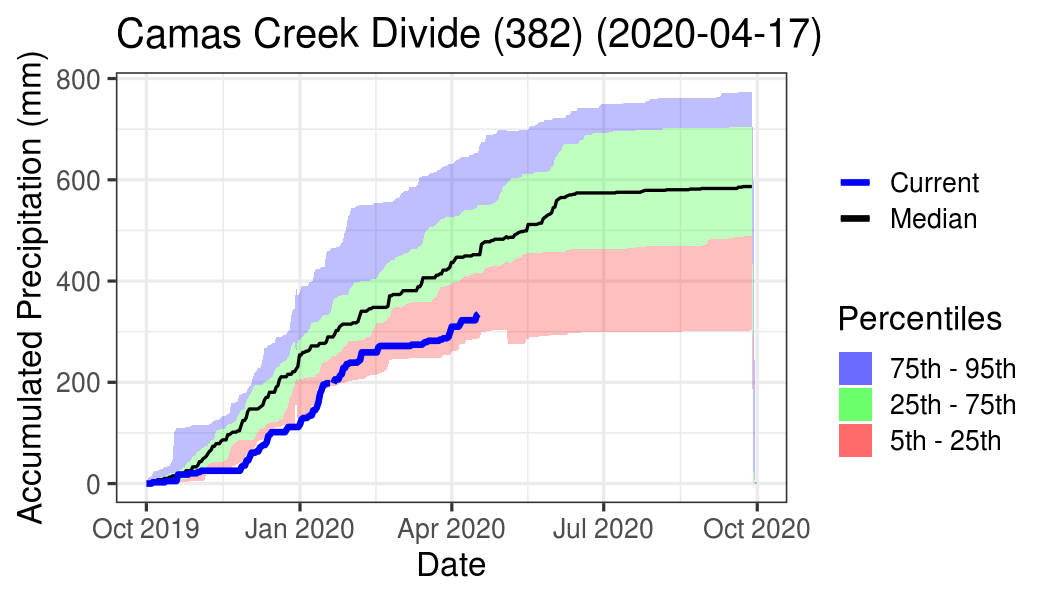 Camas Creek Divide (382) (2020-04-17)
Accumulated Precipitation (mm)
800
600
400
200
0
Oct 2019
Jan 2020
Apr 2020
Jul 2020
Oct 2020
Date
Current
Median
Percentiles
75th - 95th
25th - 75th
5th - 25th